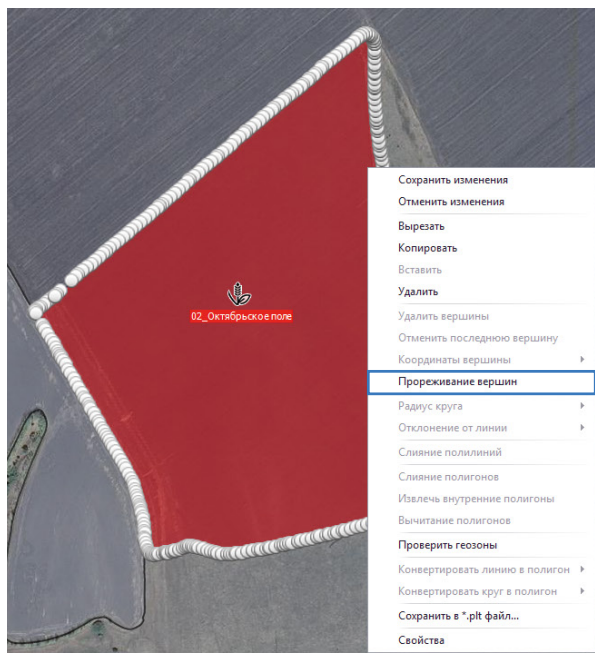 Сохранить изменения
Отменить изменения
Вырезать
Копировать
Вставить
Удалить
02_Октябрьское поле
Удалить вершины
Отменить последнюю вершину
Координаты вершины
Прореживание вершин
Радиус круга
Отклонение от линии
Слияние полилиний
Слияние полигонов
Извлечь внутренние полигоны
Вычитание полигонов
Проверить геозоны
Конвертировать линию в полигон
Конвертировать круг в полигон
Сохранить в *.plt файл...
Свойства